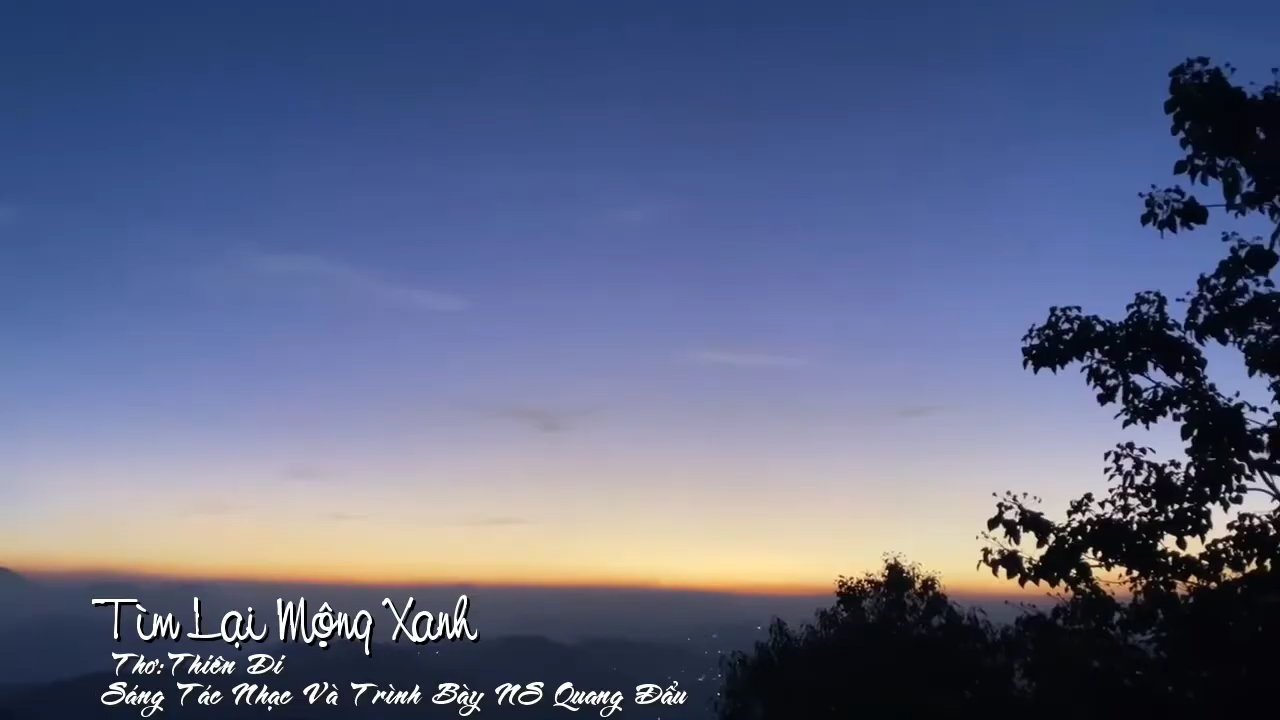 Tìm Lại Mộng Xanh
Thơ: Thiên Di
Sáng Tác Nhạc Và Trình Bày NS Quang Đẩu